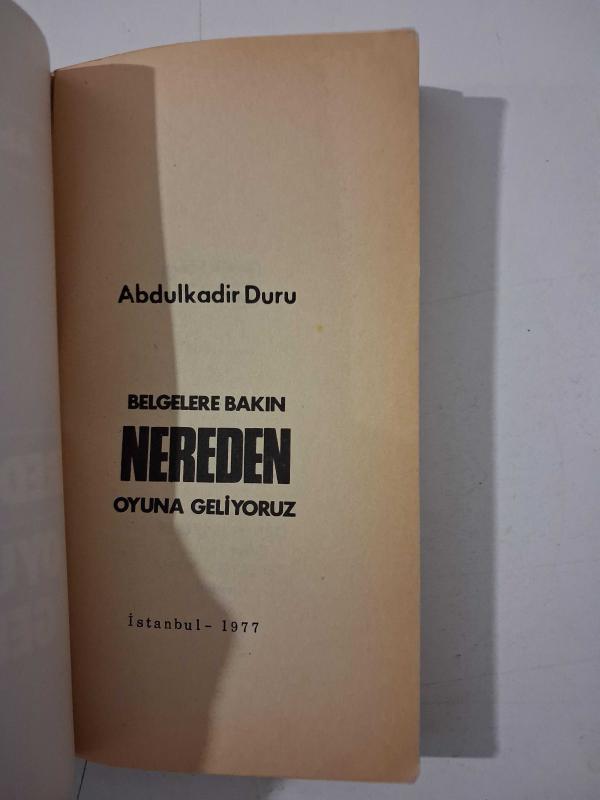 Abdulkadir Duru
BELGELERE BAKIN
NEREDEN
OYUNA GELİYORUZ
İstanbul - 1977